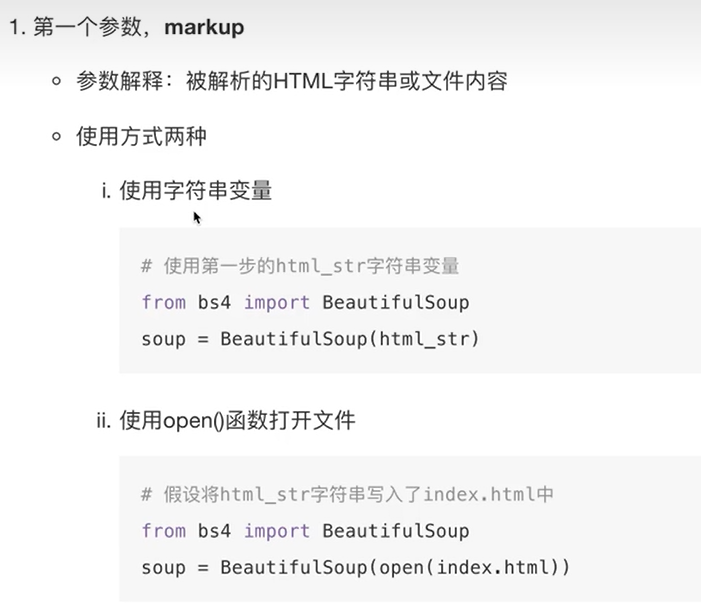 1. 第一个参数，markup
参数解释：被解析的HTML字符串或文件内容
使用方式两种
i. 使用字符串变量
# 使用第一步的html_str字符串变量
from bs4 import BeautifulSoup
soup = BeautifulSoup(html_str)
ii. 使用open()函数打开文件
# 假设将html_str字符串写入了index.html中
from bs4 import BeautifulSoup
soup = BeautifulSoup(open(index.html))